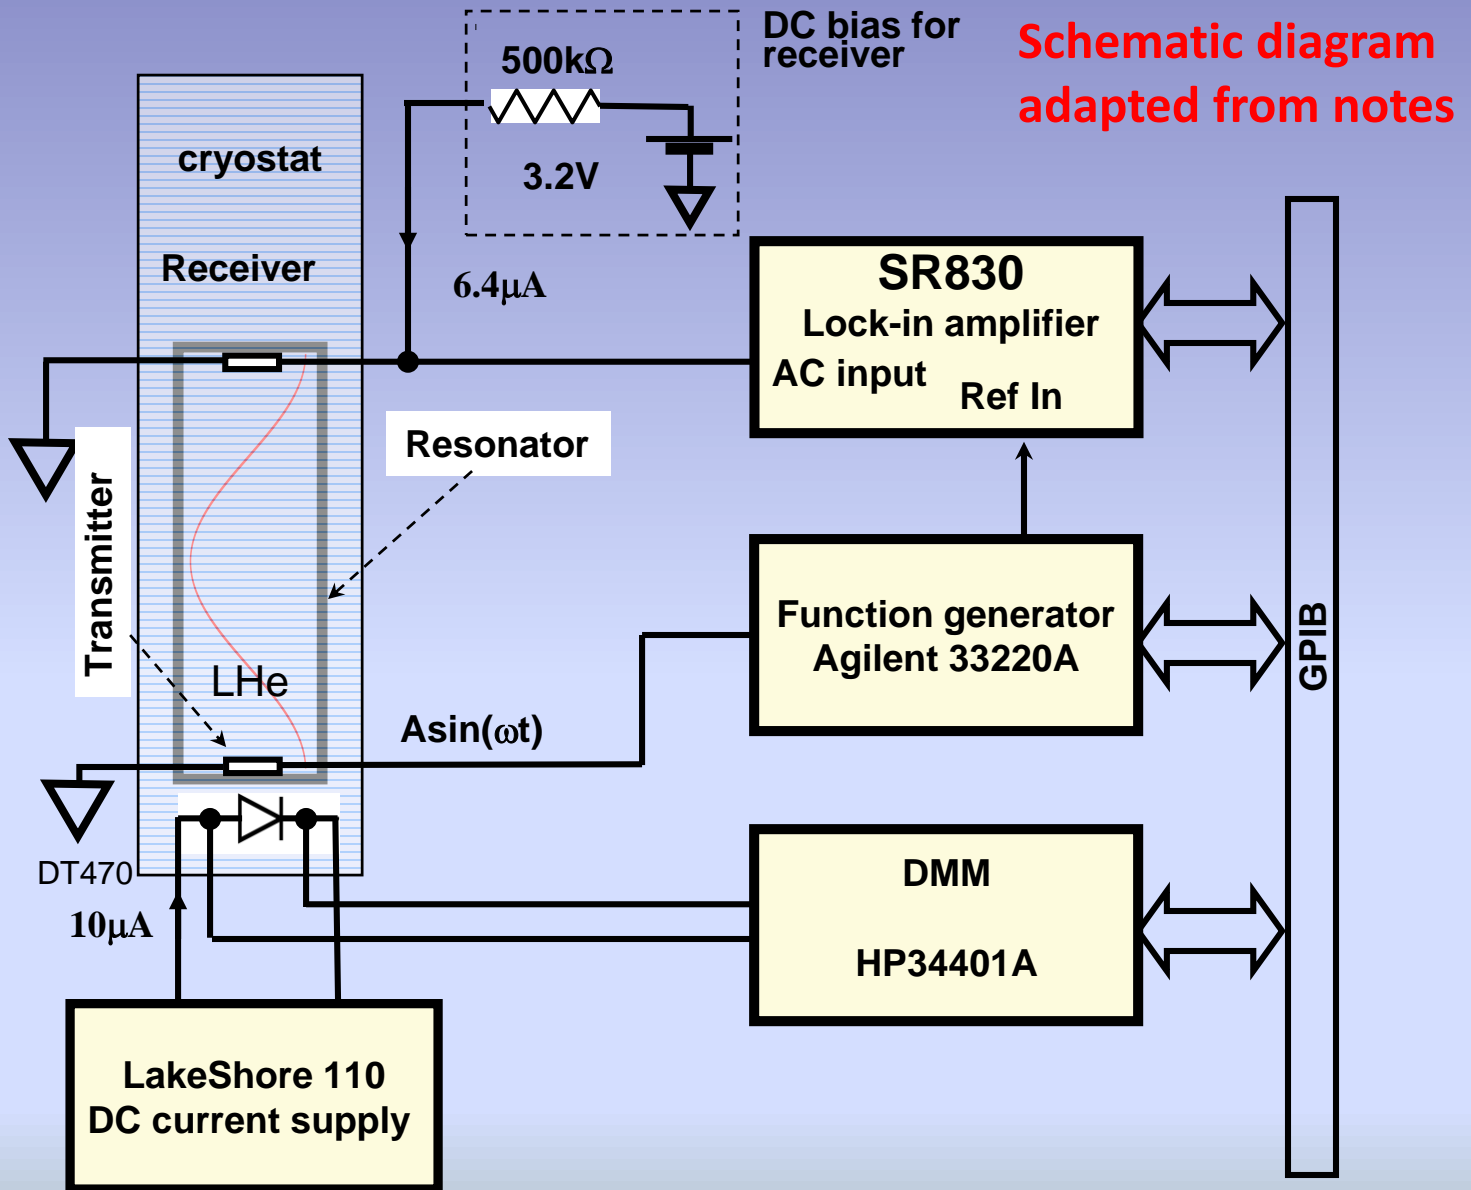 DC bias for
receiver
Schematic diagram
adapted from notes
500kΩ
3.2V
cryostat
Receiver
6.4μA
SR830
Lock-in amplifier
AC input
Ref In
Resonator
Transmitter
LHe
Function generator
Agilent 33220A
GPIB
Asin(ωt)
DT470
10μA
DMM
HP34401A
LakeShore 110
DC current supply